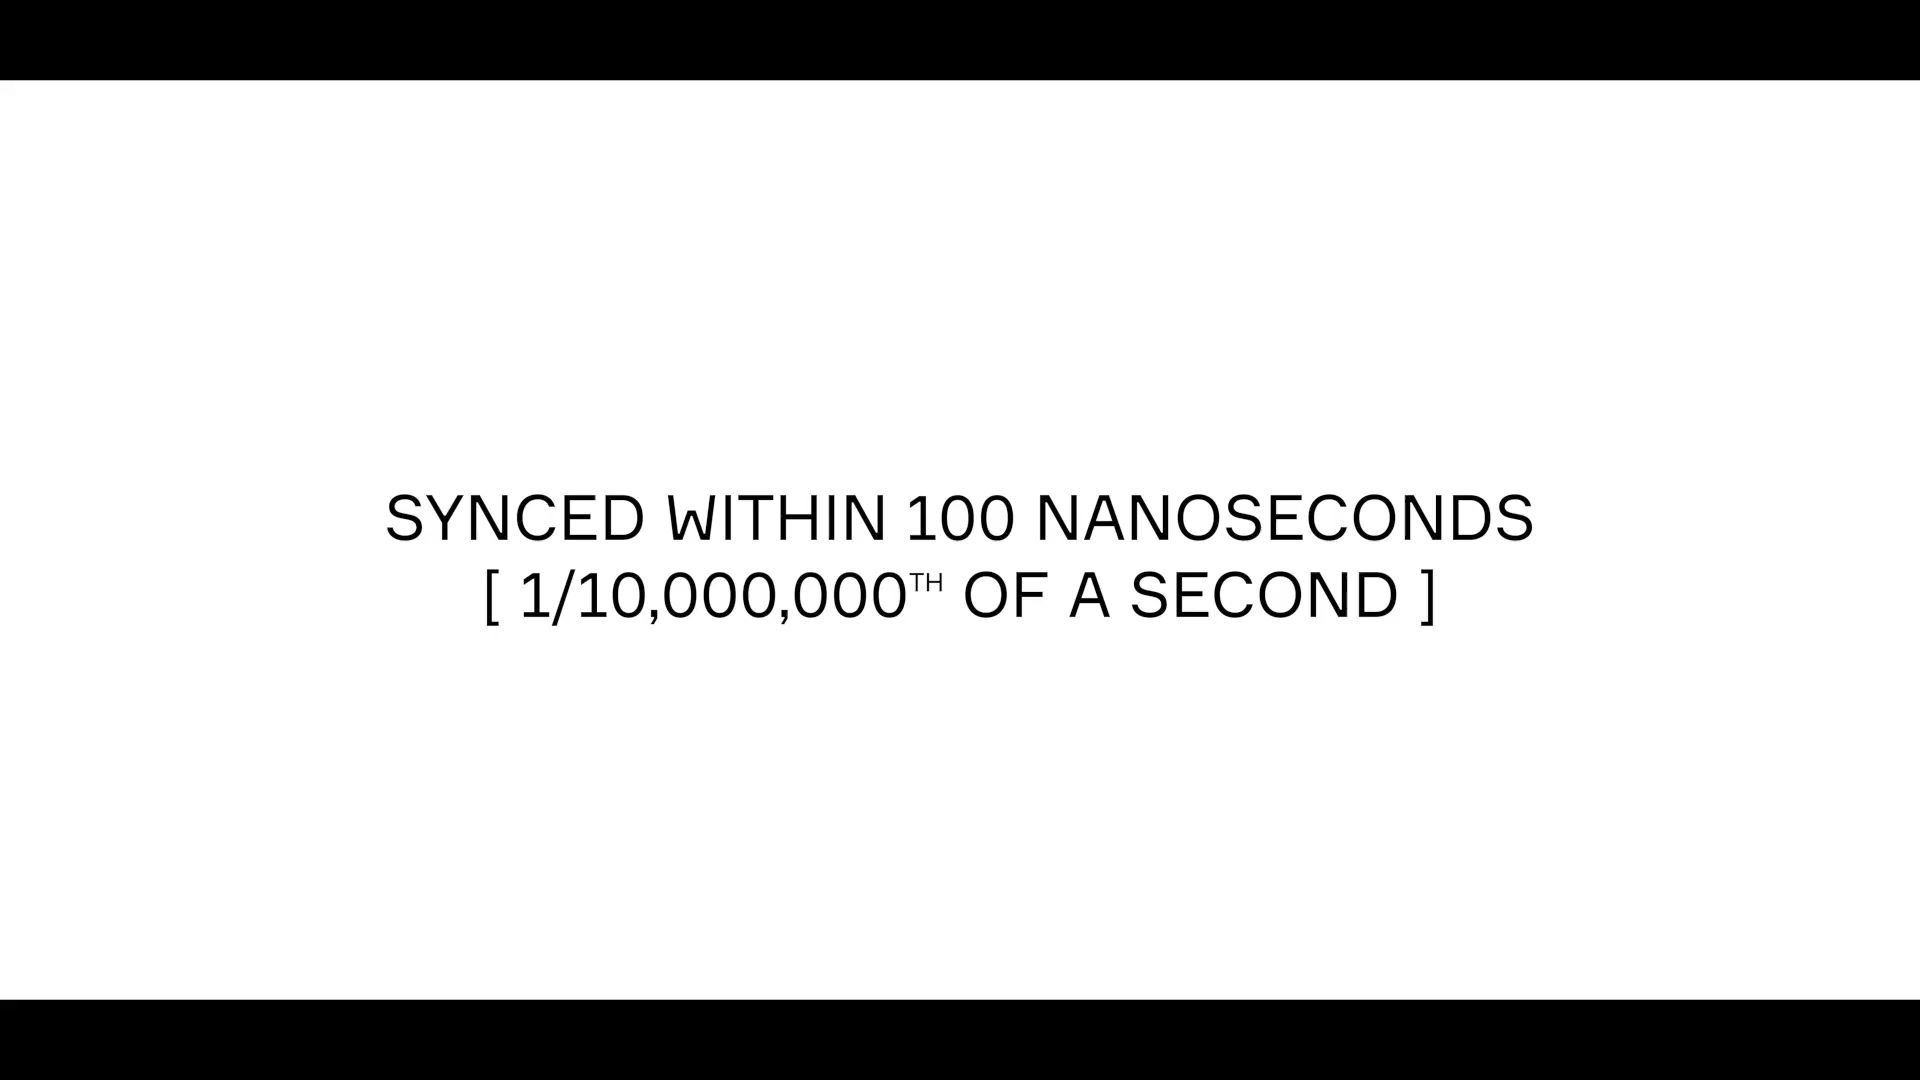 SYNCED WITHIN 100 NANOSECONDS
[ 1/10,000,000TH OF A SECOND ]